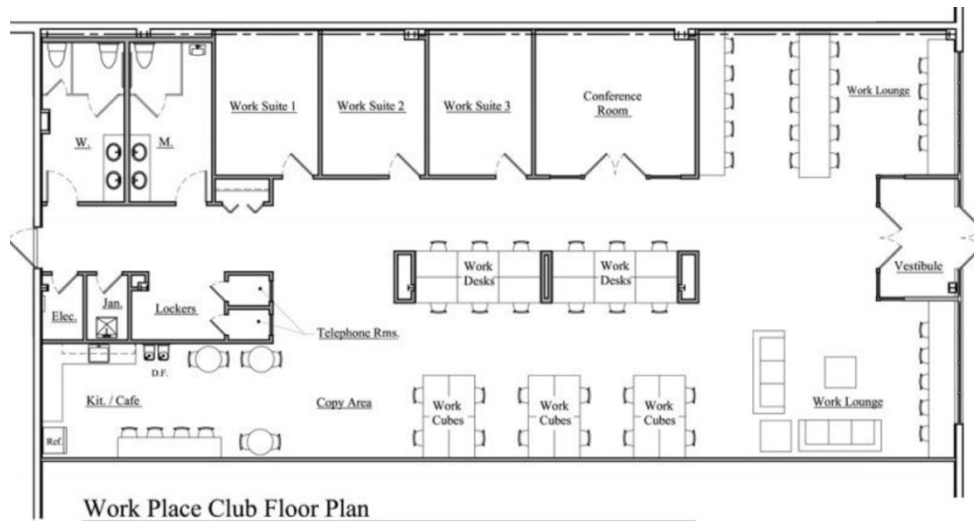 Work Suite 1
Work Suite 2
Work Suite 3
Conference
Room
Work Lounge
W.
M.
Work
Desks
Work
Desks
Vestibule
Elec.
Jan.
Lockers
Telephone Rms.
D.F.
Kit. / Cafe
Copy Area
Work
Cubes
Work
Cubes
Work
Cubes
Work Lounge
Ref.
Work Place Club Floor Plan